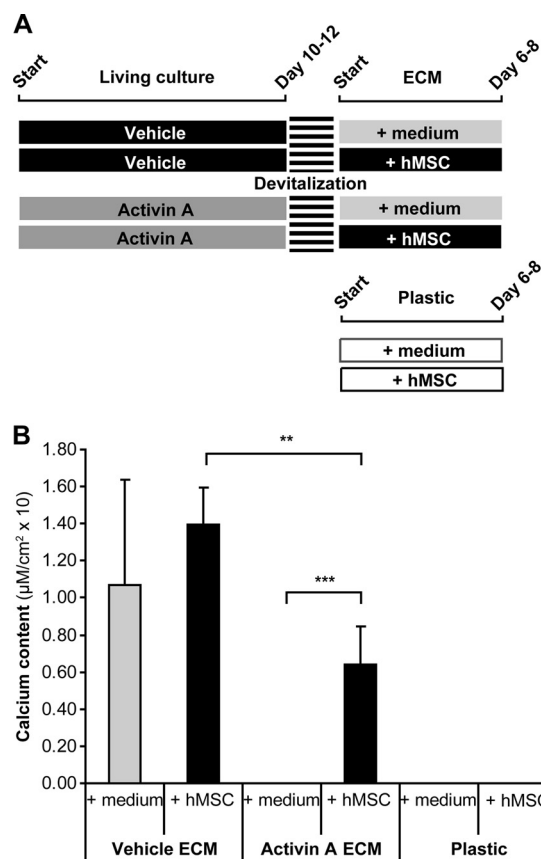 A
Start
Living culture
Day 10-12
Start
ECM
Day 6-8
Vehicle
+ medium
Vehicle
+ hMSC
Devitalization
Activin A
+ medium
Activin A
+ hMSC
Start
Plastic
Day 6-8
+ medium
+ hMSC
B
Calcium content (µM/cm² x 10)
1.80
1.60
1.40
1.20
1.00
0.80
0.60
0.40
0.20
0.00
**
***
+ medium + hMSC + medium + hMSC + medium + hMSC
Vehicle ECM Activin A ECM Plastic